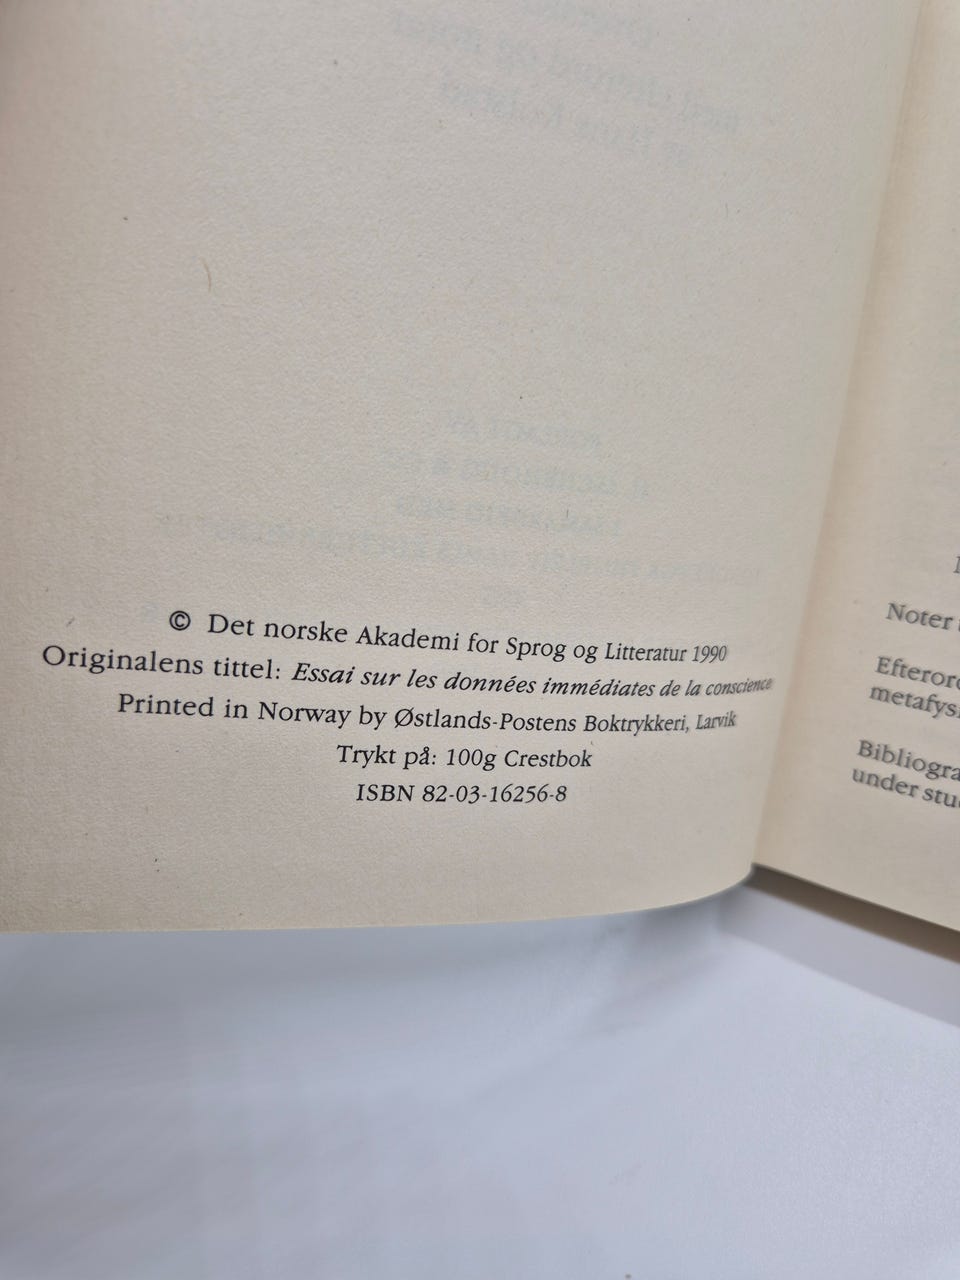 © Det norske Akademi for Sprog og Litteratur 1990
Originalens tittel: Essai sur les données immédiates de la conscience
Printed in Norway by Østlands-Postens Boktrykkeri, Larvik
Trykt på: 100g Crestbok
ISBN 82-03-16256-8
Noter
Efterord
metafys
Bibliogra
under stu